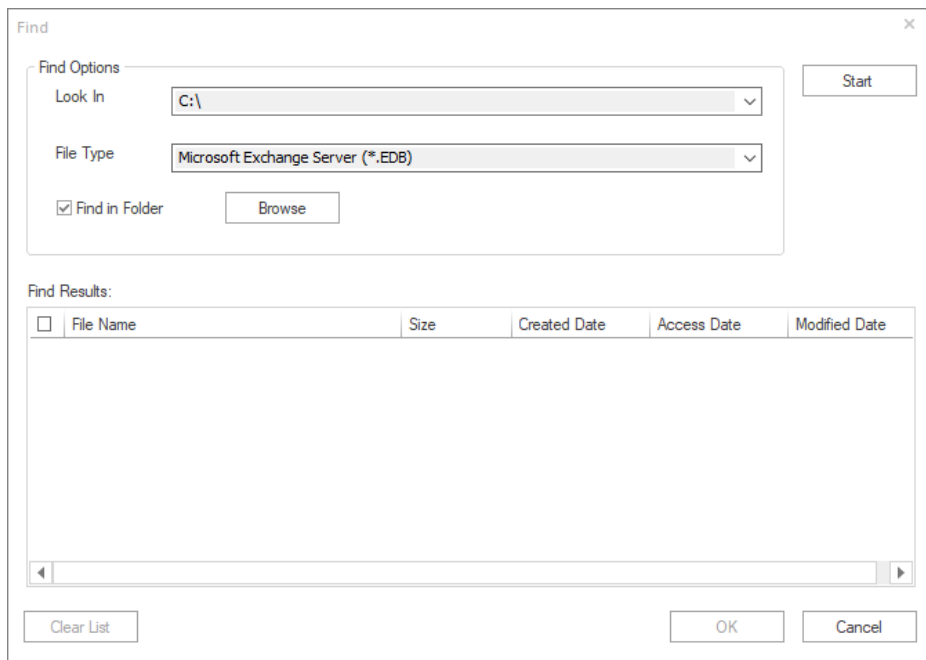 Find
Find Options
Look In
C:\
Start
File Type
Microsoft Exchange Server (*.EDB)
Find in Folder
Browse
Find Results:
File Name Size Created Date Access Date Modified Date
Clear List OK Cancel